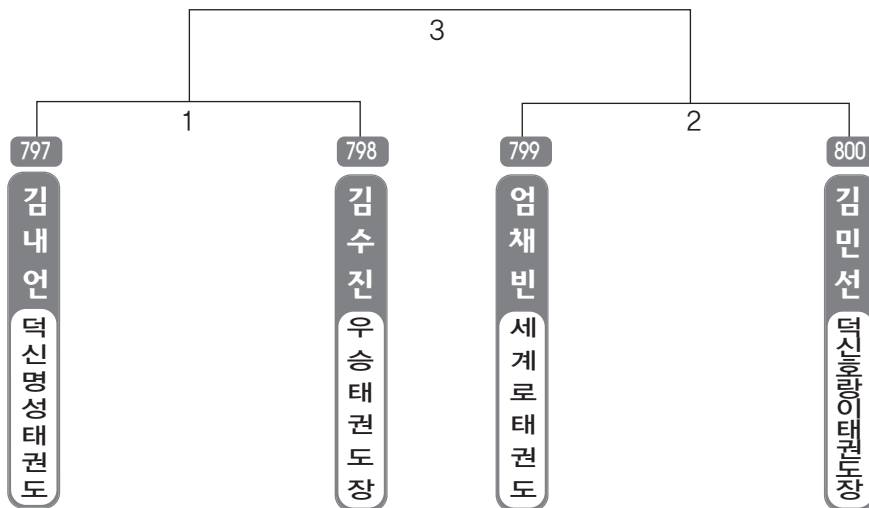 3
1
2
797
798
799
800
김내언
김수진
엄채빈
김민선
덕신명성태권도
우승태권도장
세계로태권도
덕신호랑이태권도장